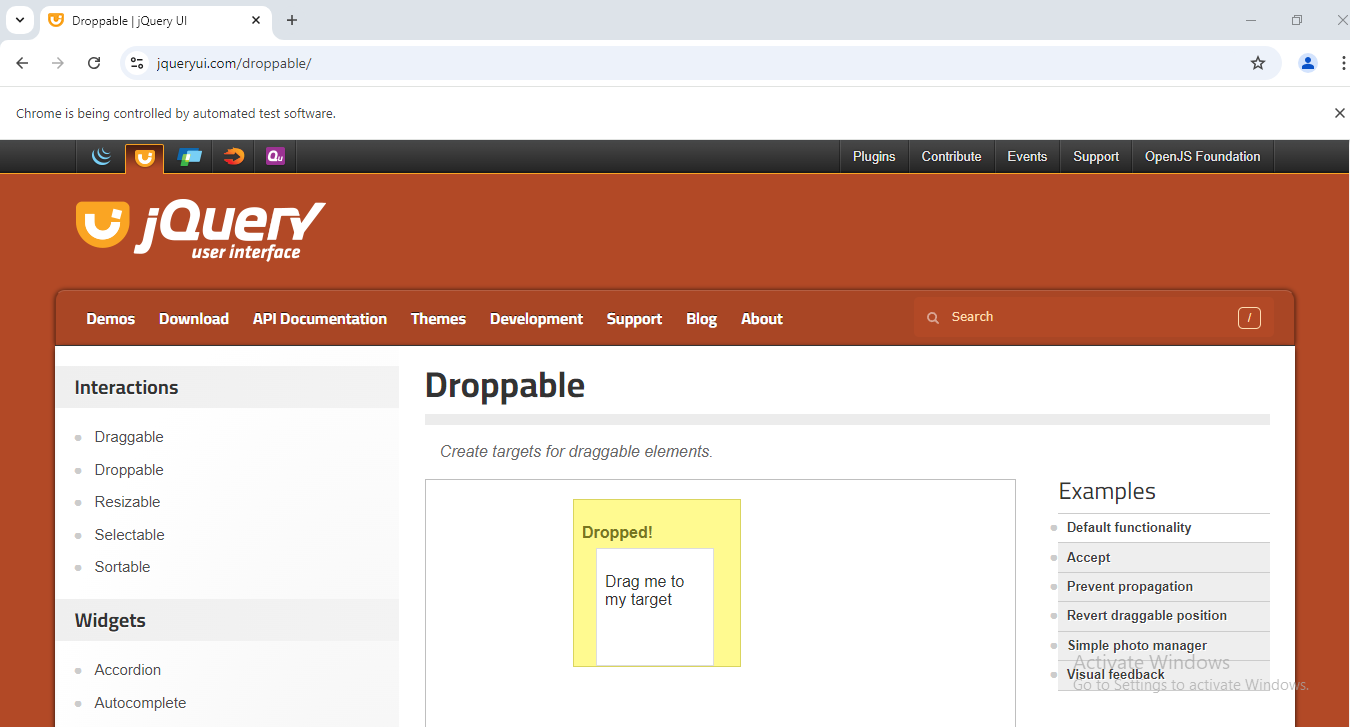 Droppable | jQuery UI
jqueryui.com/droppable/
Chrome is being controlled by automated test software.
Qu
Plugins Contribute Events Support OpenJS Foundation
jQuery
user interface
Demos Download API Documentation Themes Development Support Blog About Search /
Interactions
Draggable
Droppable
Resizable
Selectable
Sortable
Widgets
Accordion
Autocomplete
Droppable
Create targets for draggable elements.
Dropped!
Drag me to
my target
Examples
Default functionality
Accept
Prevent propagation
Revert draggable position
Simple photo manager
Visual feedback
Activate Windows
Go to Settings to activate Windows.